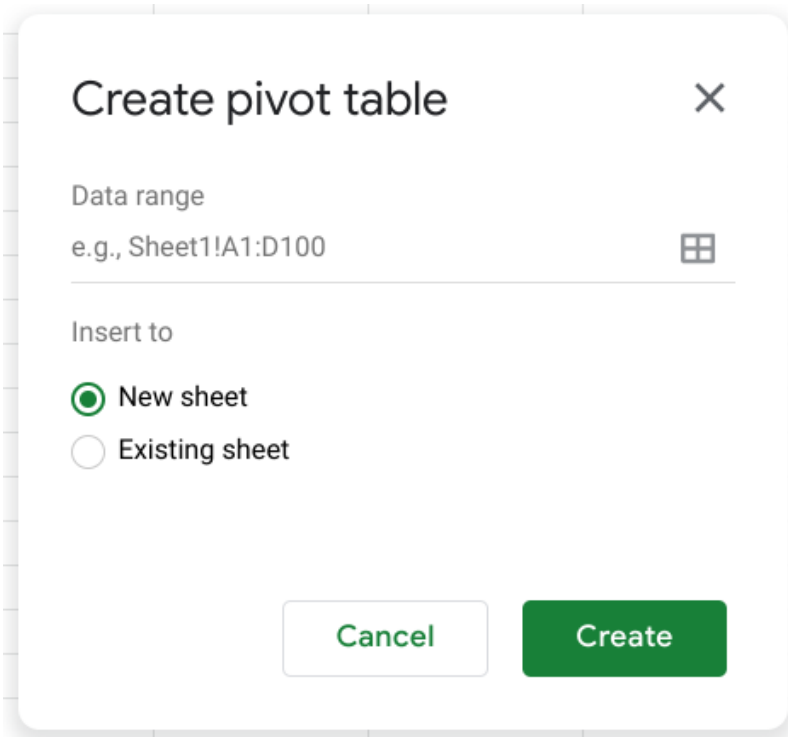 Create pivot table
Data range
e.g., Sheet1!A1:D100
Insert to
New sheet
Existing sheet
Cancel
Create